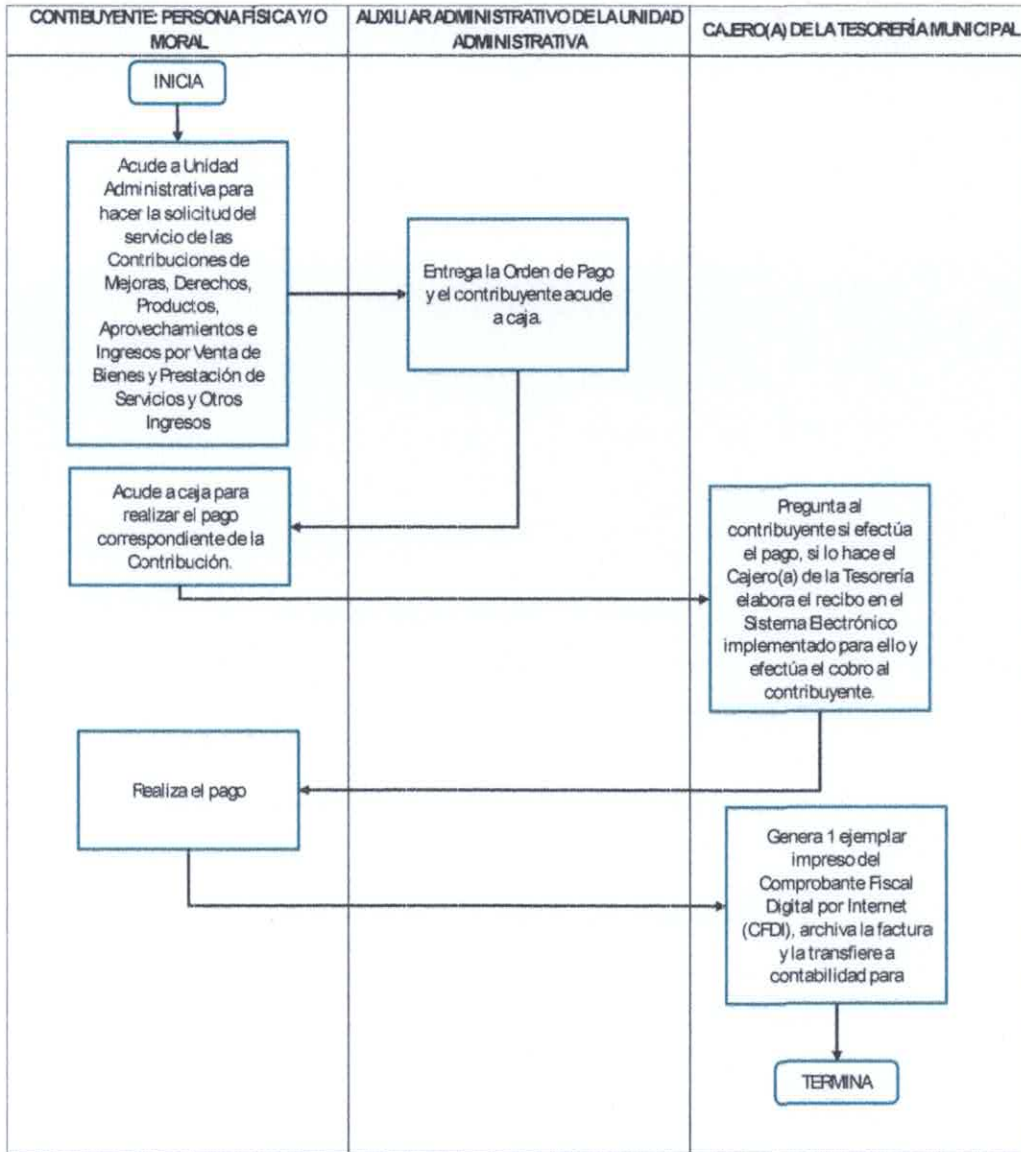 CONTIBUYENTE: PERSONA FÍSICA Y/O
MORAL
AUXILIAR ADMINISTRATIVO DE LA UNIDAD
ADMINISTRATIVA
CAJERO(A) DE LA TESORERÍA MUNICIPAL
INICIA
Acude a Unidad
Administrativa para
hacer la solicitud del
servicio de las
Contribuciones de
Mejoras, Derechos,
Productos,
Aprovechamientos e
Ingresos por Venta de
Bienes y Prestación de
Servicios y Otros
Ingresos
Entrega la Orden de Pago
y el contribuyente acude
a caja.
Acude a caja para
realizar el pago
correspondiente de la
Contribución.
Pregunta al
contribuyente si efectúa
el pago, si lo hace el
Cajero(a) de la Tesorería
elabora el recibo en el
Sistema Electrónico
implementado para ello y
efectúa el cobro al
contribuyente.
Realiza el pago
Genera 1 ejemplar
impreso del
Comprobante Fiscal
Digital por Internet
(CFDI), archiva la factura
y la transfiere a
contabilidad para
TERMINA